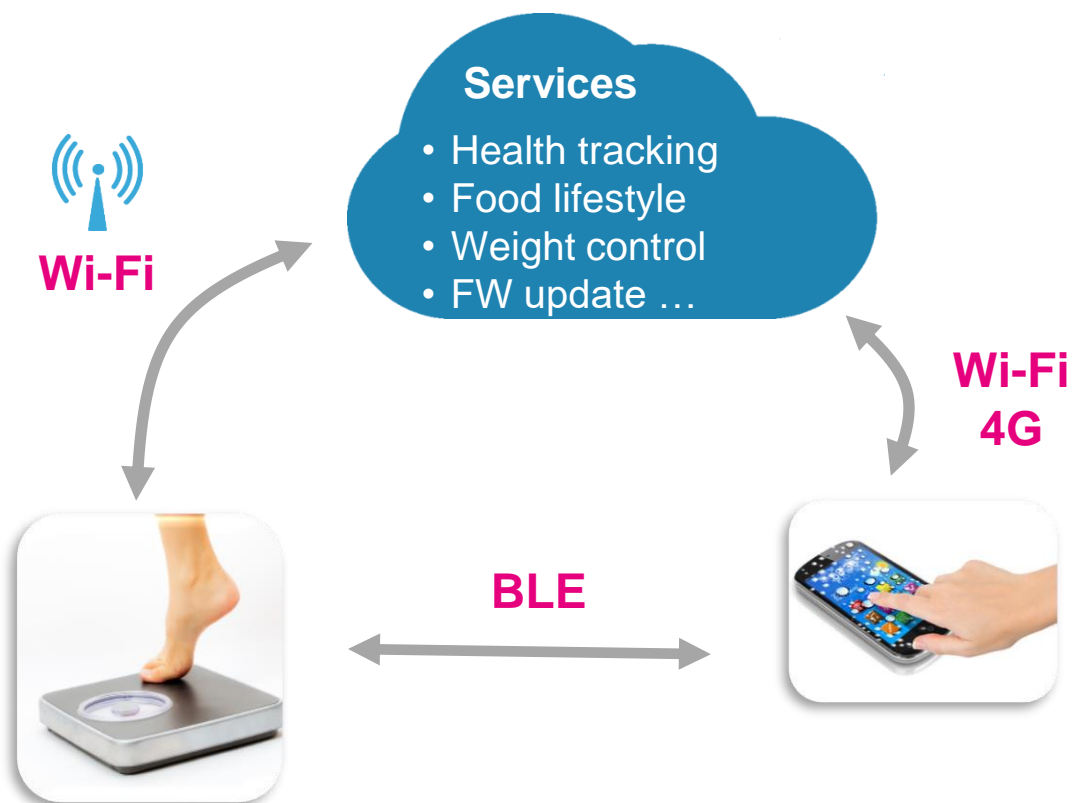 Services
• Health tracking
• Food lifestyle
• Weight control
• FW update …
Wi-Fi
Wi-Fi
4G
BLE